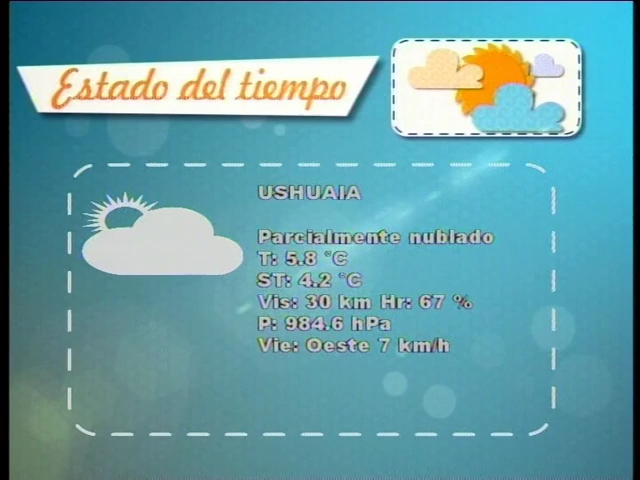 Estado del tiempo
USHUAIA
Parcialmente nublado
T: 5.8 °C
ST: 4.2 °C
Vis: 30 km Hr: 67 %
P: 984.6 hPa
Vie: Oeste 7 km/h